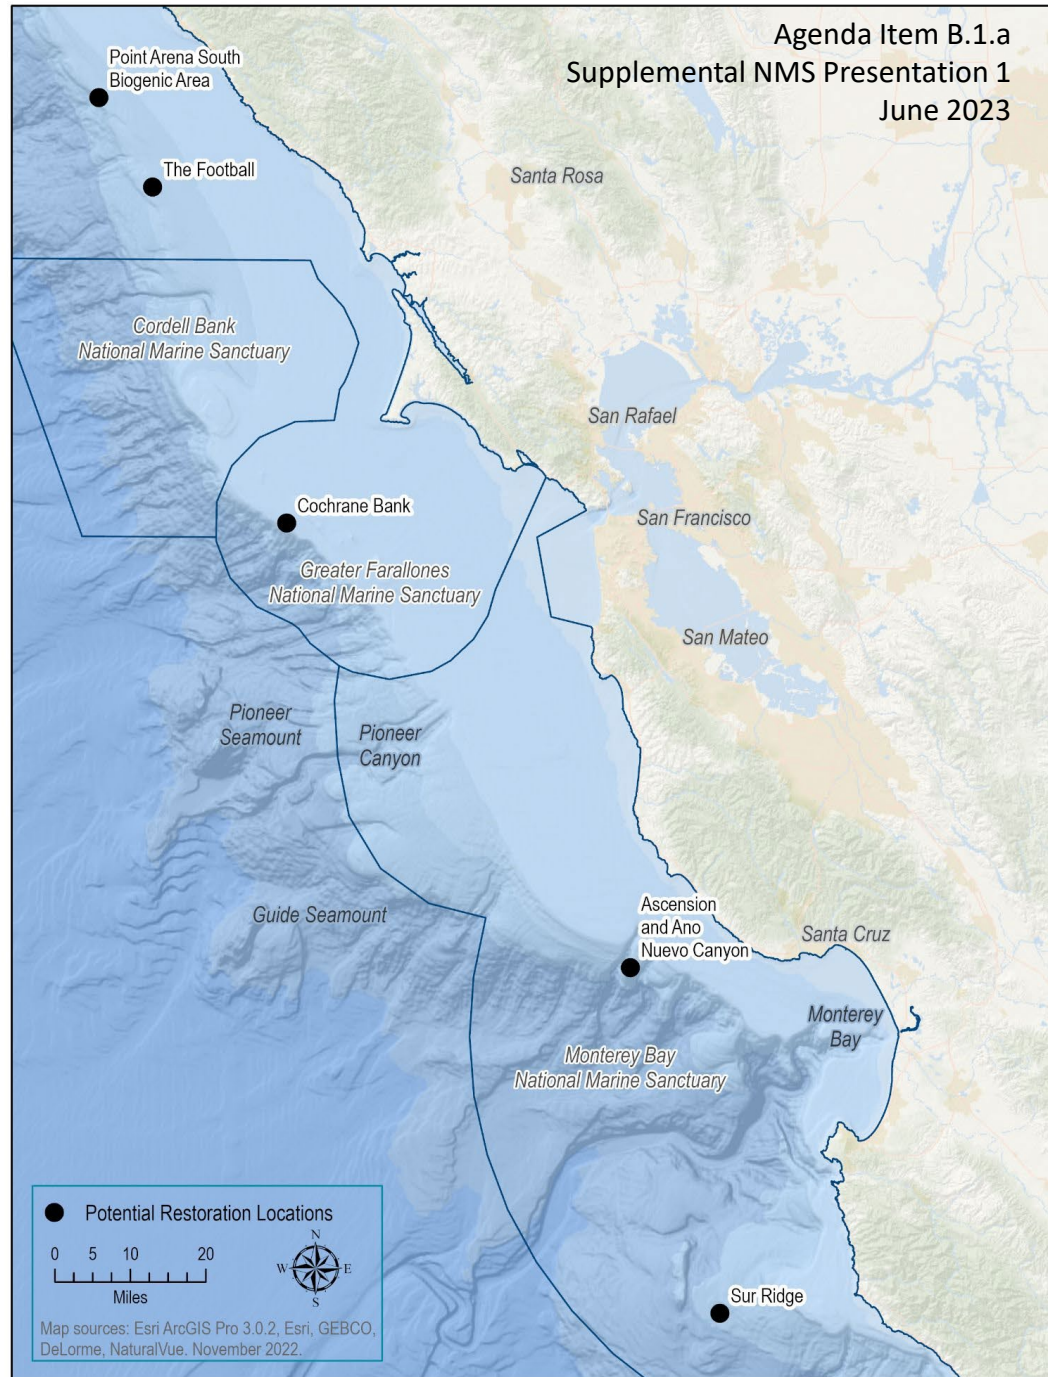 Agenda Item B.1.a
Supplemental NMS Presentation 1
June 2023
Point Arena South
Biogenic Area
The Football
Santa Rosa
Cordell Bank
National Marine Sanctuary
San Rafael
Cochrane Bank
San Francisco
Greater Farallones
National Marine Sanctuary
San Mateo
Pioneer
Seamount
Pioneer
Canyon
Guide Seamount
Ascension
and Ano
Nuevo Canyon
Santa Cruz
Monterey
Bay
Monterey Bay
National Marine Sanctuary
Potential Restoration Locations
0 5 10 20
Miles
N
W E
S
Map sources: Esri ArcGIS Pro 3.0.2, Esri, GEBCO,
DeLorme, NaturalVue. November 2022.
Sur Ridge